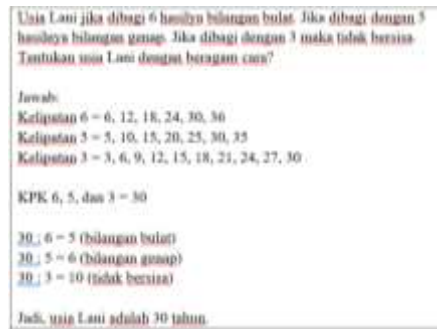 Usia Lani jika dibagi 6 hasilnya bilangan bulat. Jika dibagi dengan 5
hasilnya bilangan genap. Jika dibagi dengan 3 maka tidak bersisa.
Tentukan usia Lani dengan beragam cara?
Jawab:
Kelipatan 6 = 6, 12, 18, 24, 30, 36
Kelipatan 5 = 5, 10, 15, 20, 25, 30, 35
Kelipatan 3 = 3, 6, 9, 12, 15, 18, 21, 24, 27, 30
KPK 6, 5, dan 3 = 30
30 : 6 = 5 (bilangan bulat)
30 : 5 = 6 (bilangan genap)
30 : 3 = 10 (tidak bersisa)
Jadi, usia Lani adalah 30 tahun.